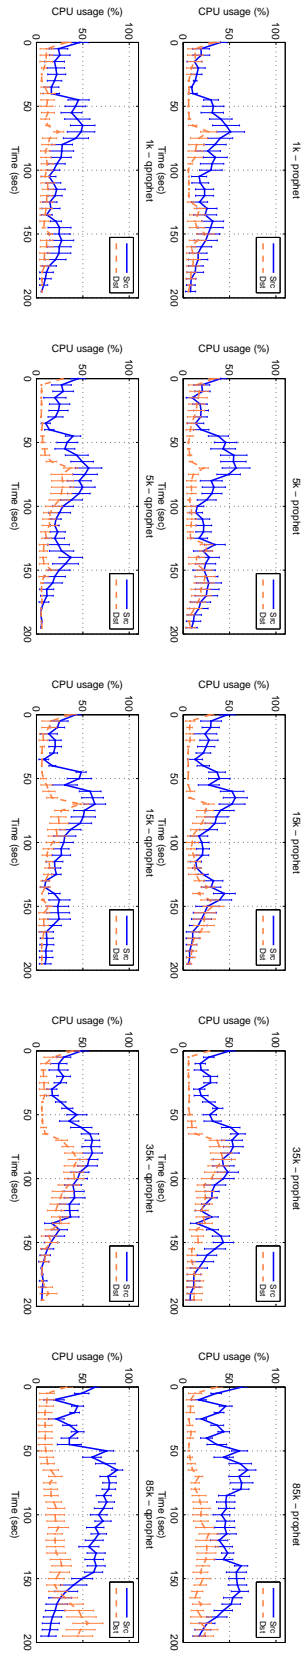 1k − prophet
CPU usage (%)
100
50
0
Src
Dst
0 50 100 150 200
Time (sec)
5k − prophet
CPU usage (%)
100
50
0
Src
Dst
0 50 100 150 200
Time (sec)
15k − prophet
CPU usage (%)
100
50
0
Src
Dst
0 50 100 150 200
Time (sec)
35k − prophet
CPU usage (%)
100
50
0
Src
Dst
0 50 100 150 200
Time (sec)
85k − prophet
CPU usage (%)
100
50
0
Src
Dst
0 50 100 150 200
Time (sec)
1k − qprophet
CPU usage (%)
100
50
0
Src
Dst
0 50 100 150 200
Time (sec)
5k − qprophet
CPU usage (%)
100
50
0
Src
Dst
0 50 100 150 200
Time (sec)
15k − qprophet
CPU usage (%)
100
50
0
Src
Dst
0 50 100 150 200
Time (sec)
35k − qprophet
CPU usage (%)
100
50
0
Src
Dst
0 50 100 150 200
Time (sec)
85k − qprophet
CPU usage (%)
100
50
0
Src
Dst
0 50 100 150 200
Time (sec)